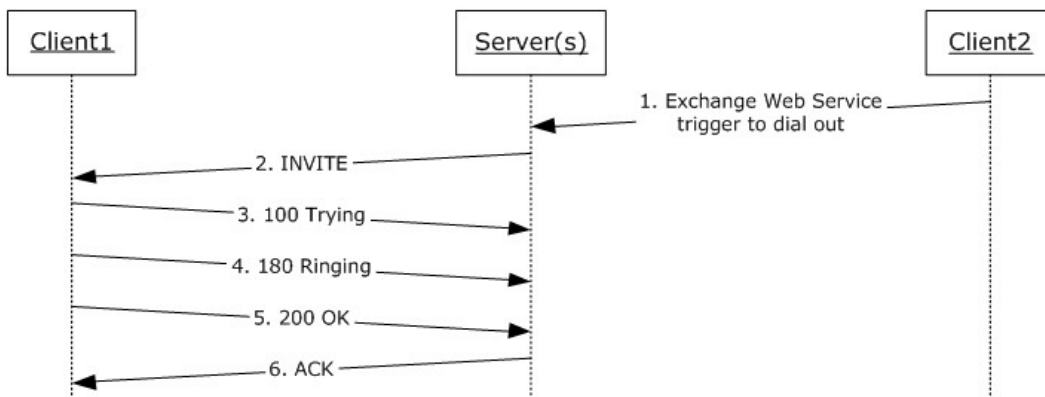 Client1
Server(s)
Client2
1. Exchange Web Service
trigger to dial out
2. INVITE
3. 100 Trying
4. 180 Ringing
5. 200 OK
6. ACK